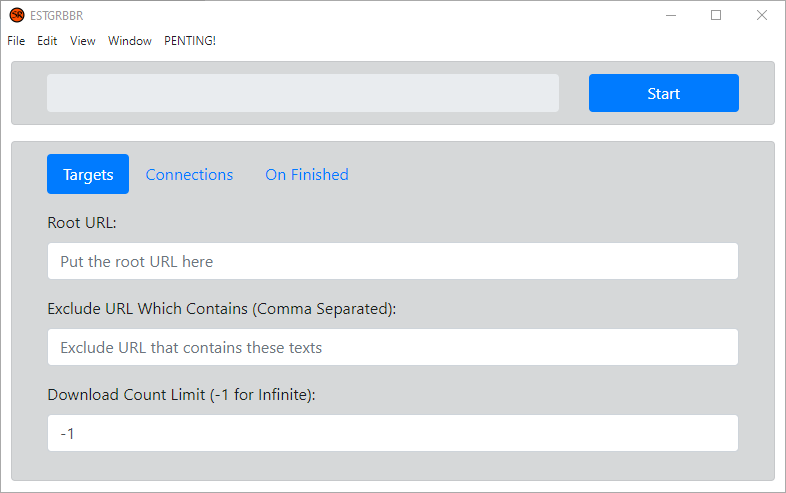 ESTGRBBR
File Edit View Window PENTING!
Start
Targets Connections On Finished
Root URL:
Put the root URL here
Exclude URL Which Contains (Comma Separated):
Exclude URL that contains these texts
Download Count Limit (-1 for Infinite):
-1